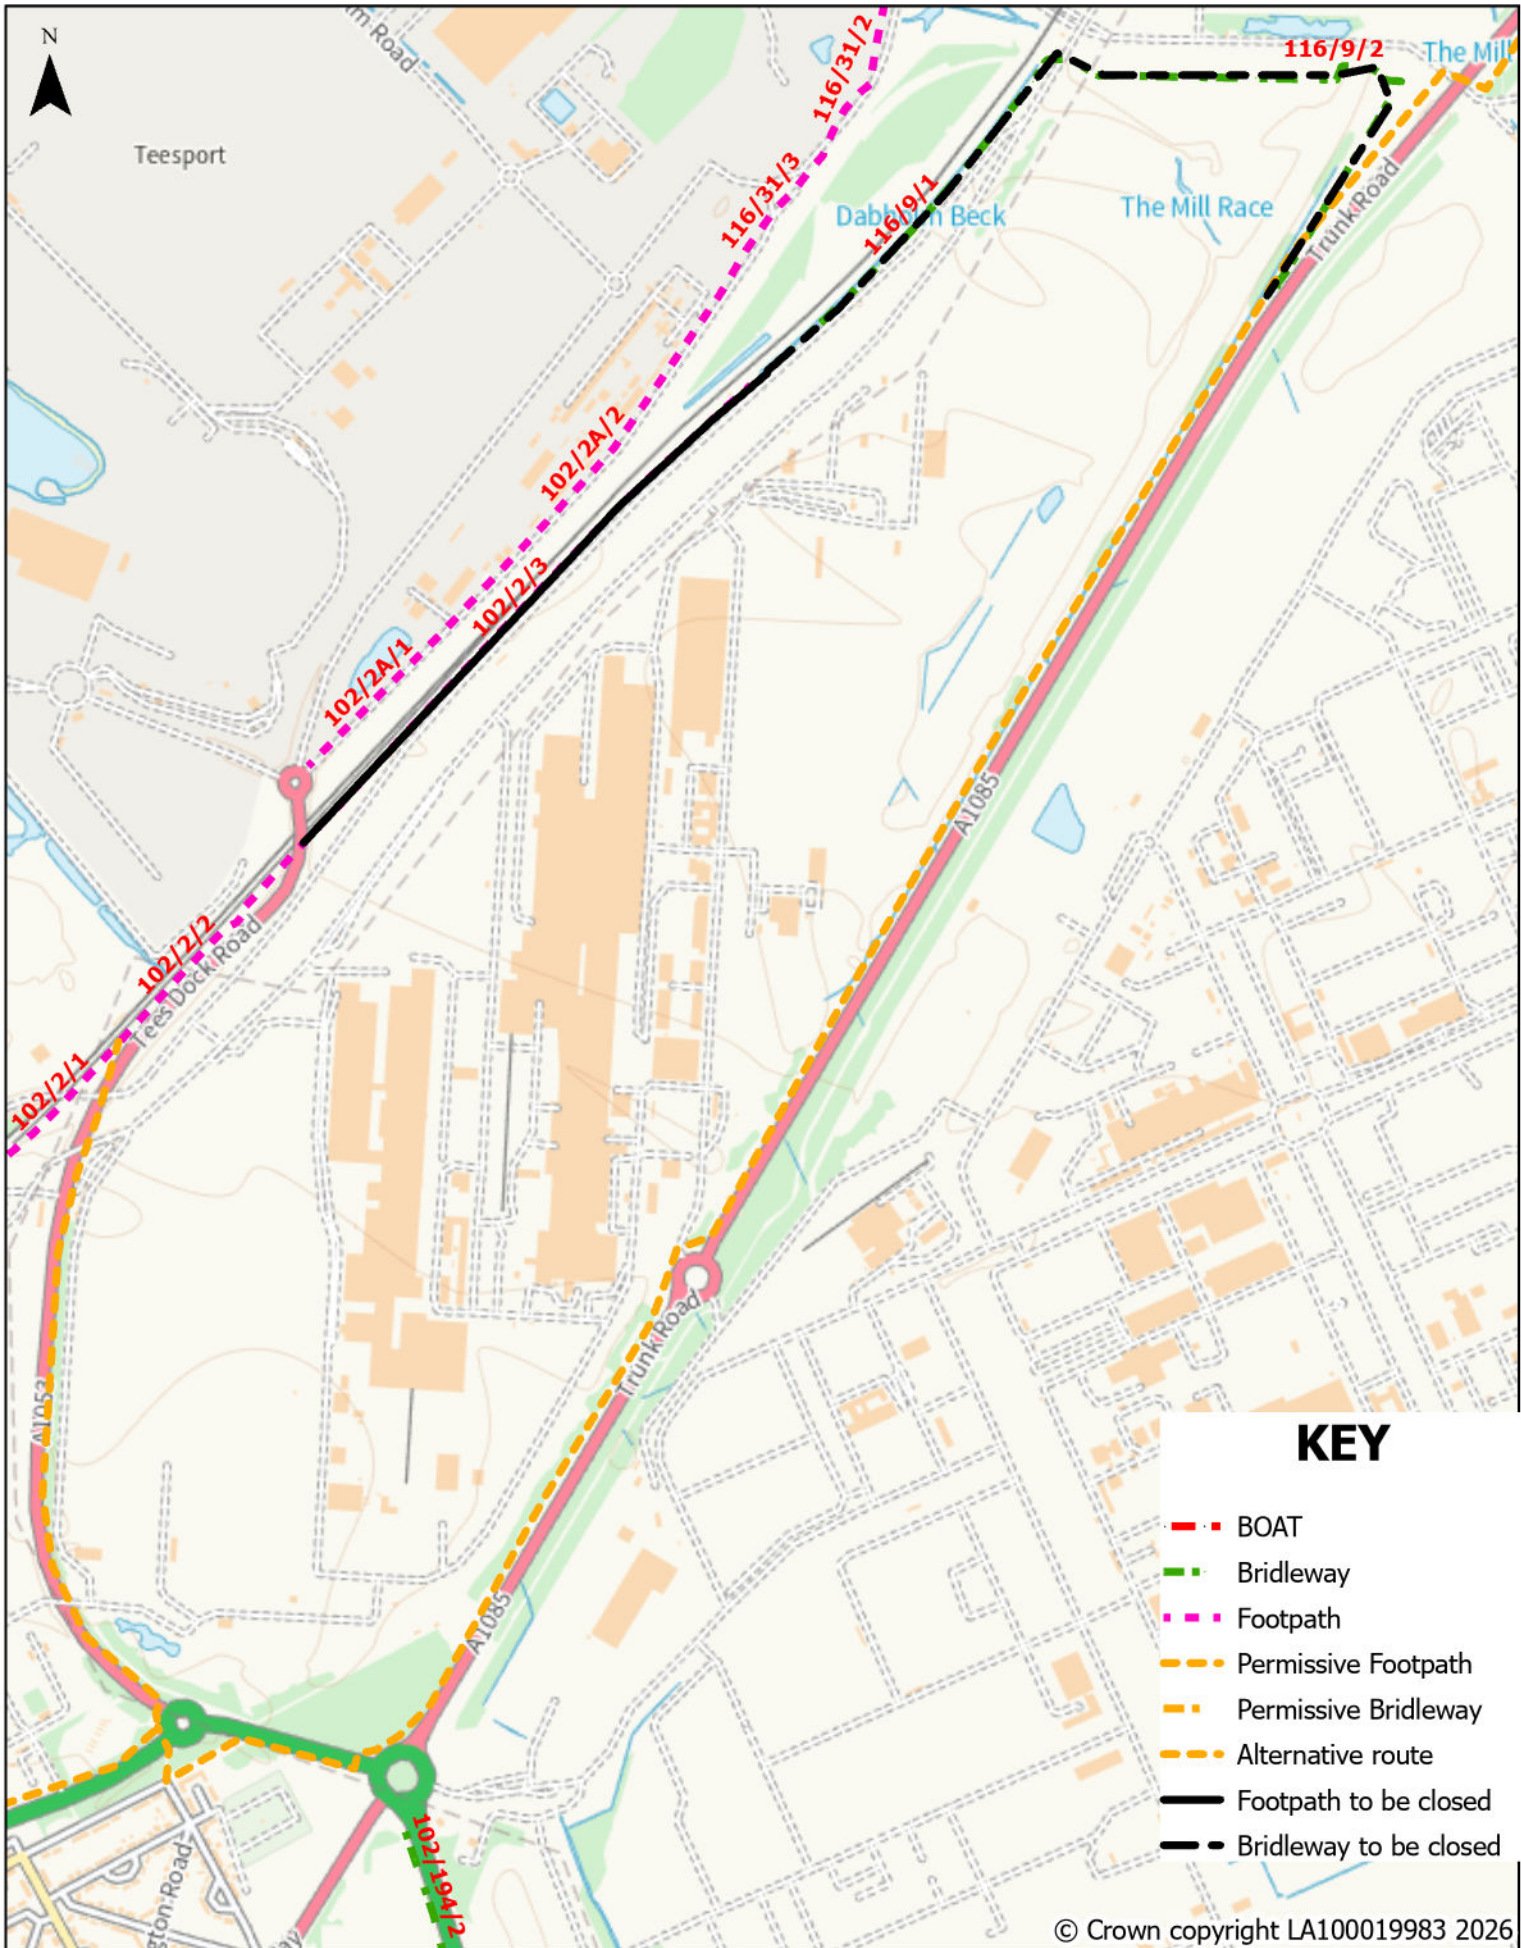 N
Teesport
116/31/2
116/9/2
The Mill
116/31/3
116/9/1
The Mill Race
Trunk Road
102/2A/2
102/2/3
102/2A/1
A1085
102/2/2
Tees Dock Road
102/2/1
Trunk Road
A1053
A1085
102/194/2
KEY
BOAT
Bridleway
Footpath
Permissive Footpath
Permissive Bridleway
Alternative route
Footpath to be closed
Bridleway to be closed
© Crown copyright LA100019983 2026